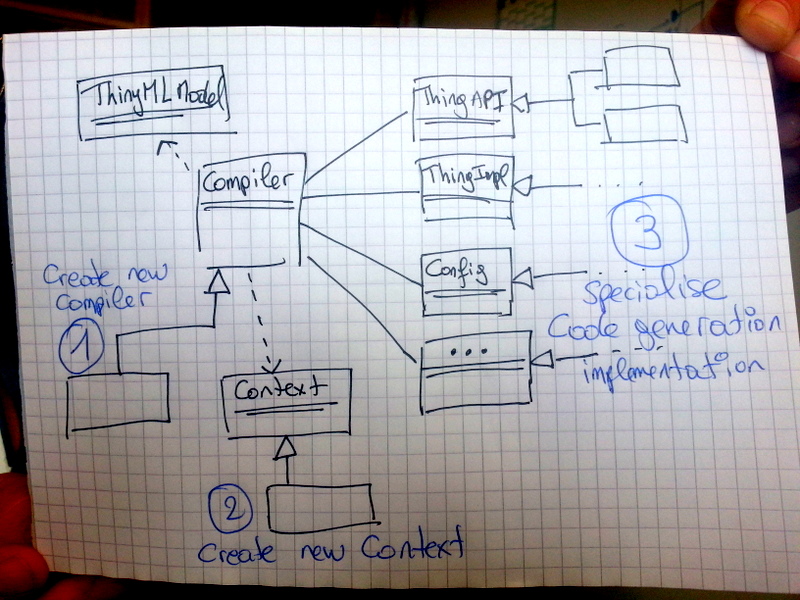 ThingML Model
ThingAPI
Compiler
ThingImpl
Config
...
Create new
Compiler
1
Context
2
Create new Context
3
Specialise
Code generation
implementation